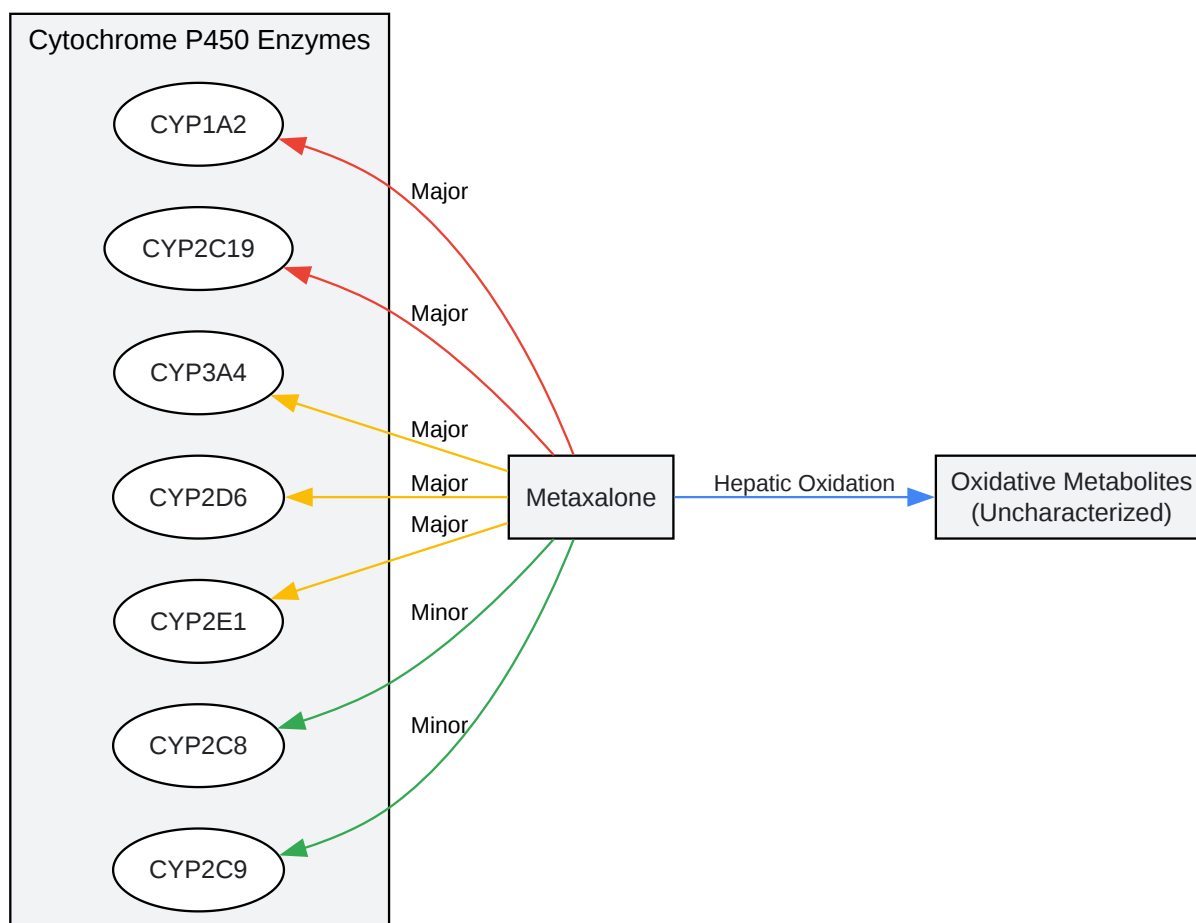 Cytochrome P450 Enzymes
CYP1A2
Major
CYP2C19
Major
CYP3A4
Major
CYP2D6
Major
Metaxalone
Hepatic Oxidation
Oxidative Metabolites
(Uncharacterized)
Major
CYP2E1
Minor
CYP2C8
Minor
CYP2C9